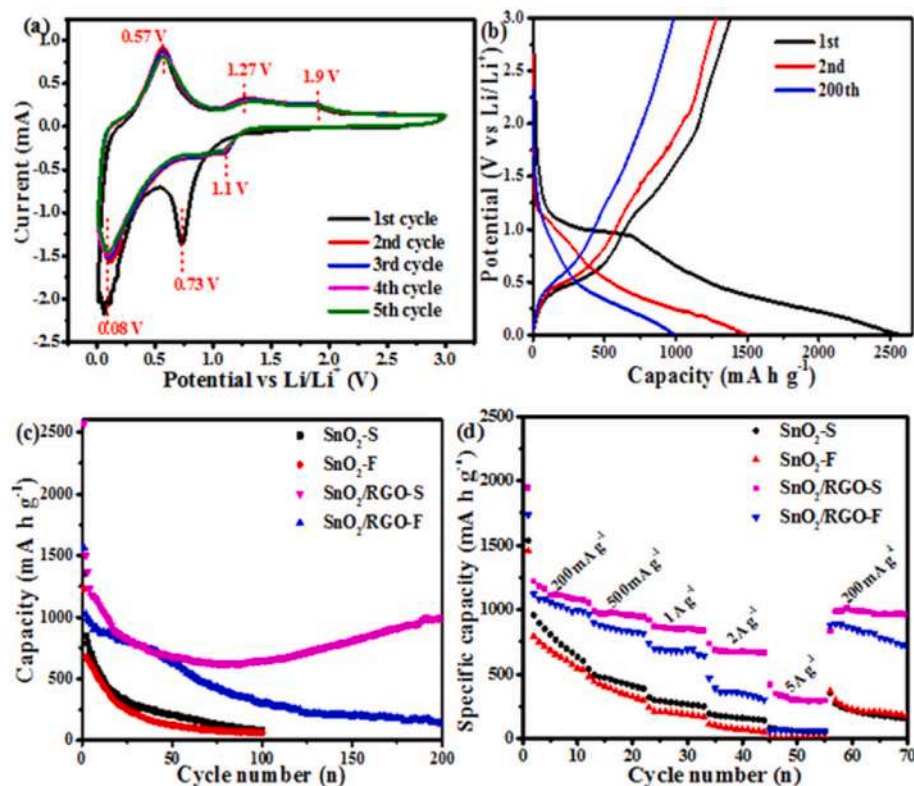 (a)
0.57 V
1.27 V
1.9 V
1.1 V
0.73 V
0.08 V
1st cycle
2nd cycle
3rd cycle
4th cycle
5th cycle
1.0
0.5
0.0
-0.5
-1.0
-1.5
-2.0
-2.5
Current (mA)
0.0 0.5 1.0 1.5 2.0 2.5 3.0
Potential vs Li/Li⁺ (V)
(b)
1st
2nd
200th
3.0
2.5
2.0
1.5
1.0
0.5
0.0
Potential (V vs Li/Li⁺)
0 500 1000 1500 2000 2500
Capacity (mA h g⁻¹)
(c)
SnO₂-S
SnO₂-F
SnO₂/RGO-S
SnO₂/RGO-F
2500
2000
1500
1000
500
0
Capacity (mA h g⁻¹)
0 50 100 150 200
Cycle number (n)
(d)
SnO₂-S
SnO₂-F
SnO₂/RGO-S
SnO₂/RGO-F
200 mA g⁻¹
500 mA g⁻¹
1 A g⁻¹
2 A g⁻¹
5 A g⁻¹
200 mA g⁻¹
2500
2000
1500
1000
500
0
Specific capacity (mA h g⁻¹)
0 10 20 30 40 50 60 70
Cycle number (n)